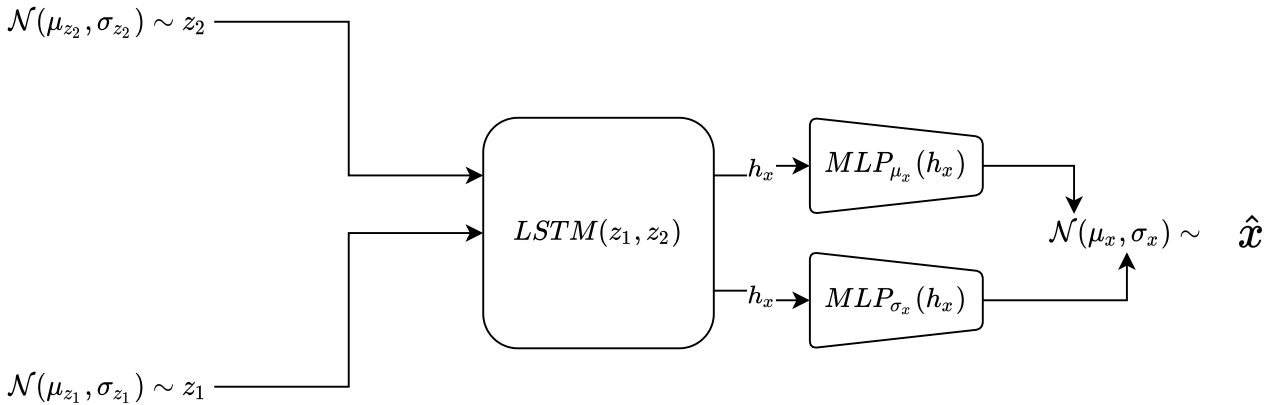 𝒩(μ_{z_2}, σ_{z_2}) ∼ z_2
h_x
MLP_{μ_x}(h_x)
LSTM(z_1, z_2)
𝒩(μ_x, σ_x) ∼ x̂
h_x
MLP_{σ_x}(h_x)
𝒩(μ_{z_1}, σ_{z_1}) ∼ z_1